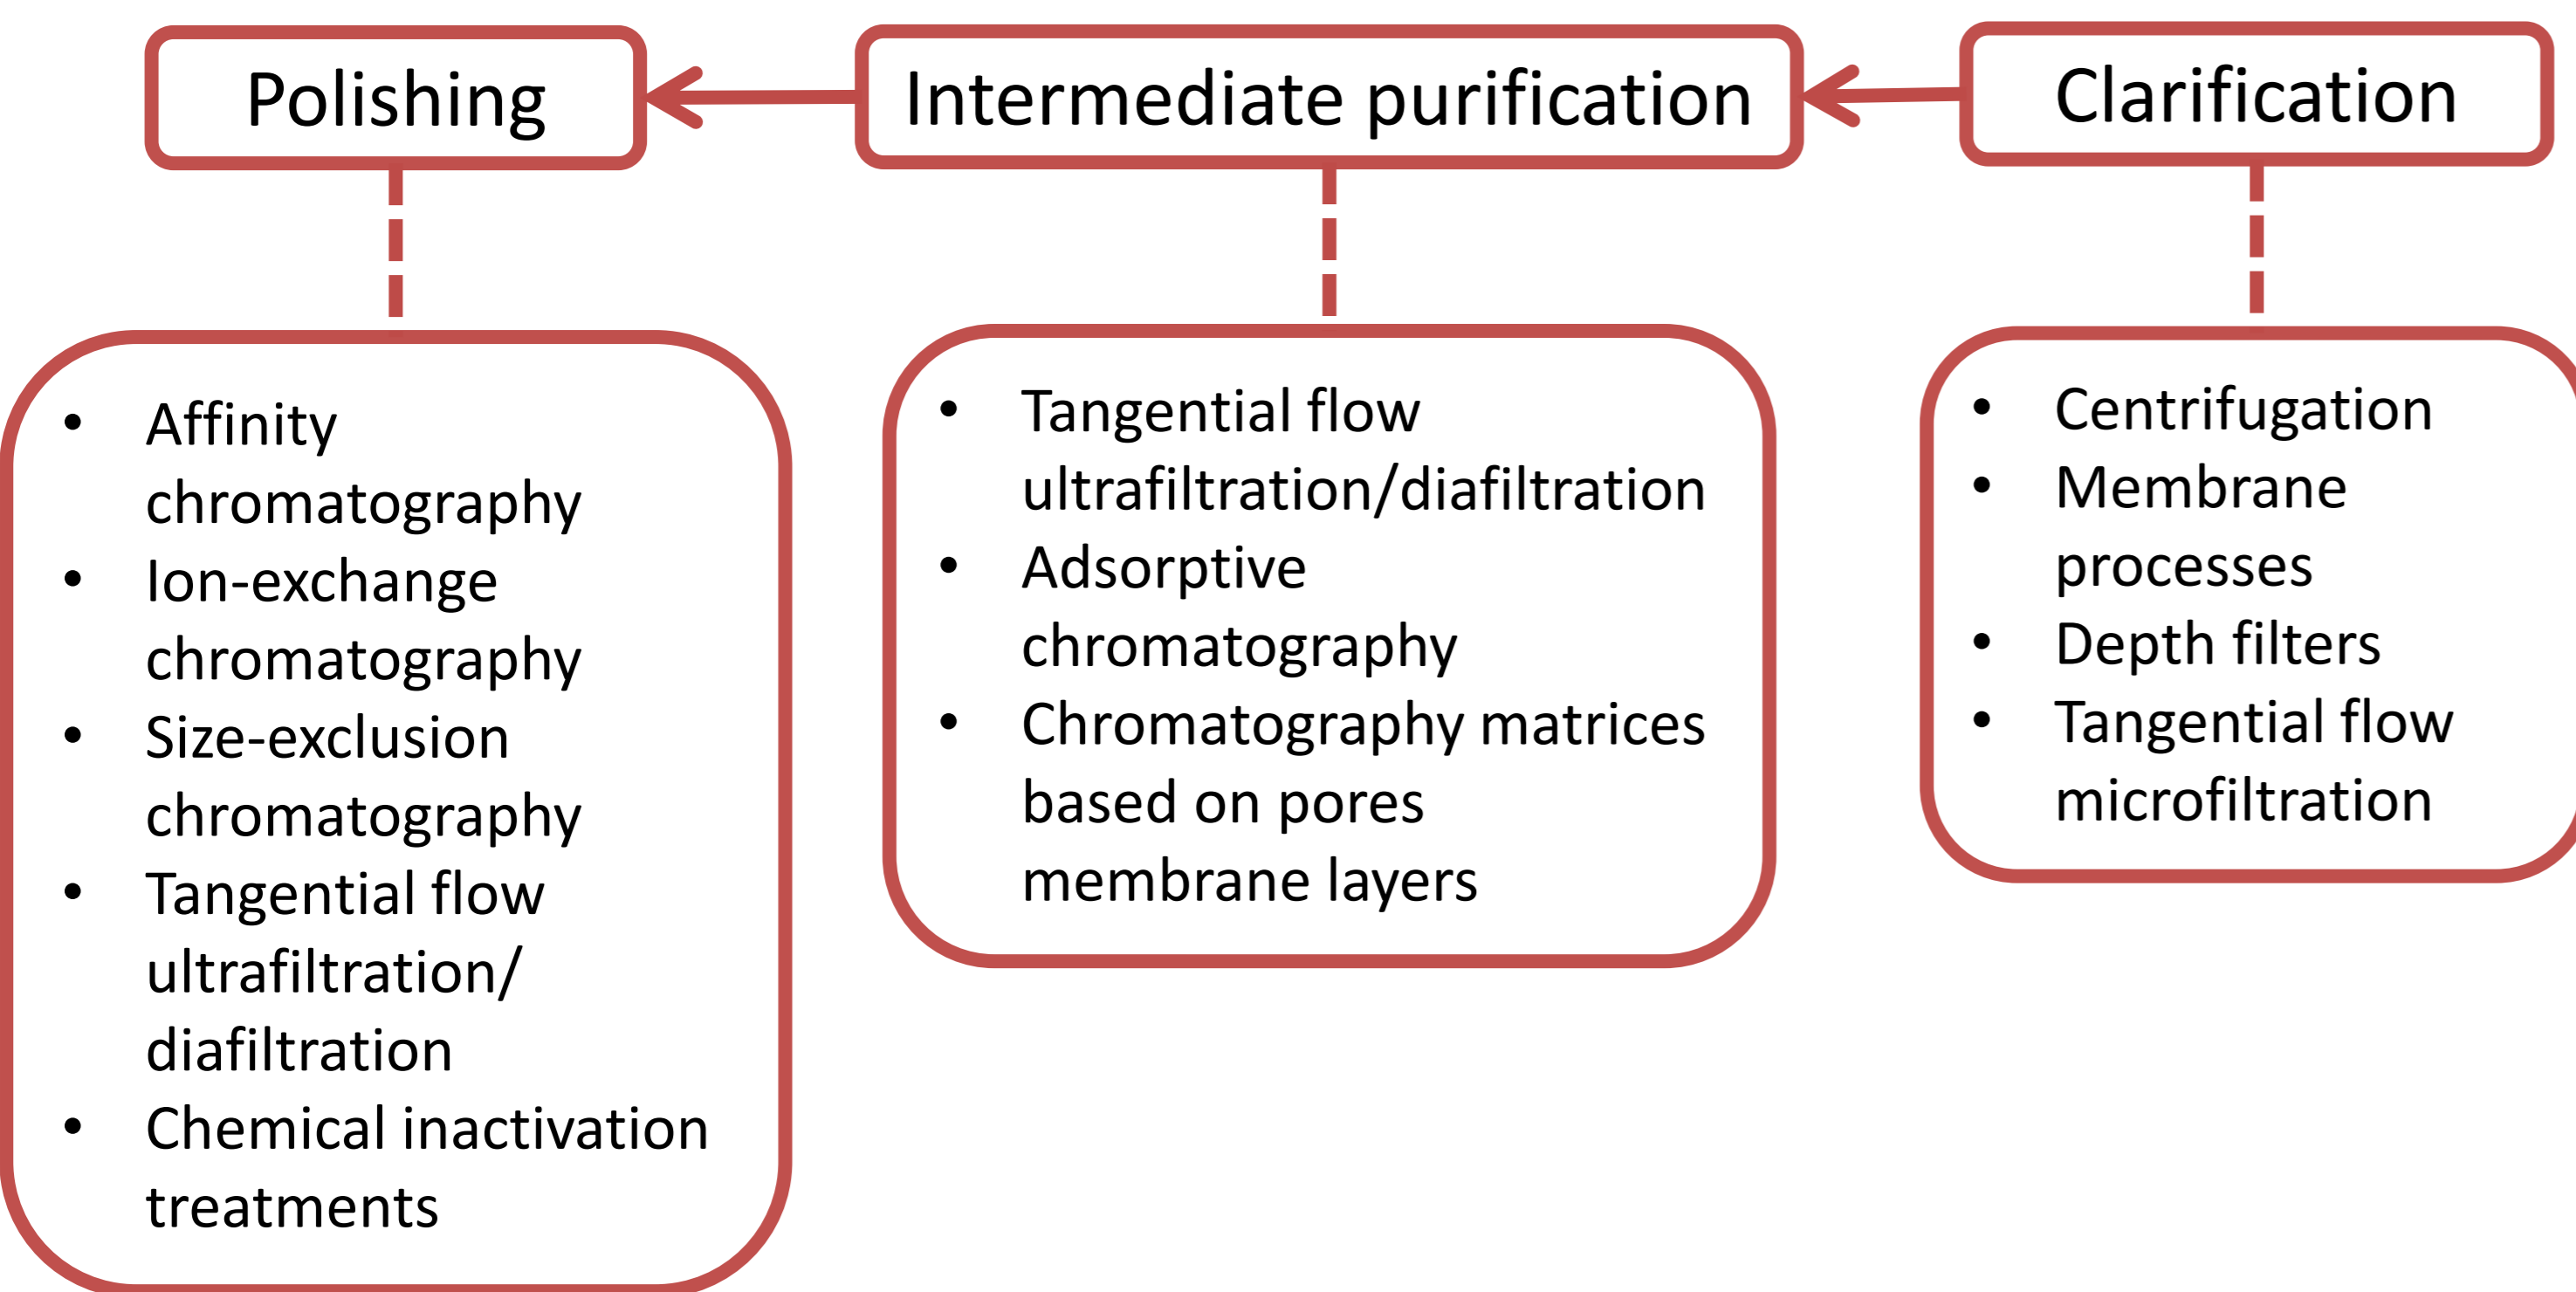 Polishing
Intermediate purification
Clarification
• Affinity
chromatography
• Ion-exchange
chromatography
• Size-exclusion
chromatography
• Tangential flow
ultrafiltration/
diafiltration
• Chemical inactivation
treatments
• Tangential flow
ultrafiltration/diafiltration
• Adsorptive
chromatography
• Chromatography matrices
based on pores
membrane layers
• Centrifugation
• Membrane
processes
• Depth filters
• Tangential flow
microfiltration